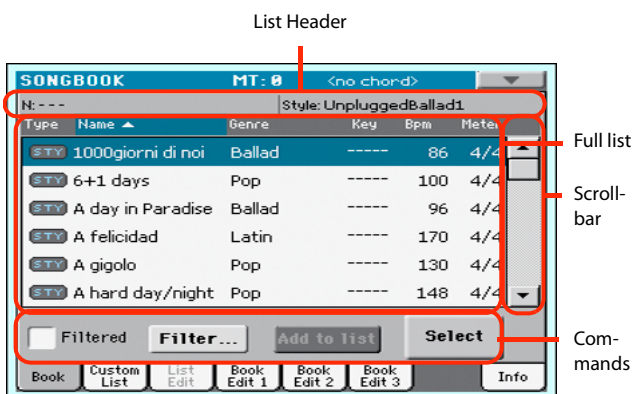 List Header
SONGBOOK MT: 0 <no chord>
N: --- Style: UnpluggedBallad1
Type Name Genre Key Bpm Meter
STY 1000giorni di noi Ballad ----- 86 4/4
STY 6+1 days Pop ----- 100 4/4
STY A day in Paradise Ballad ----- 96 4/4
STY A felicidad Latin ----- 170 4/4
STY A gigolo Pop ----- 130 4/4
STY A hard day/night Pop ----- 148 4/4
Full list
Scroll-
bar
Filtered Filter... Add to list Select
Com-
mands
Book Custom List List Edit Book Edit 1 Book Edit 2 Book Edit 3 Info